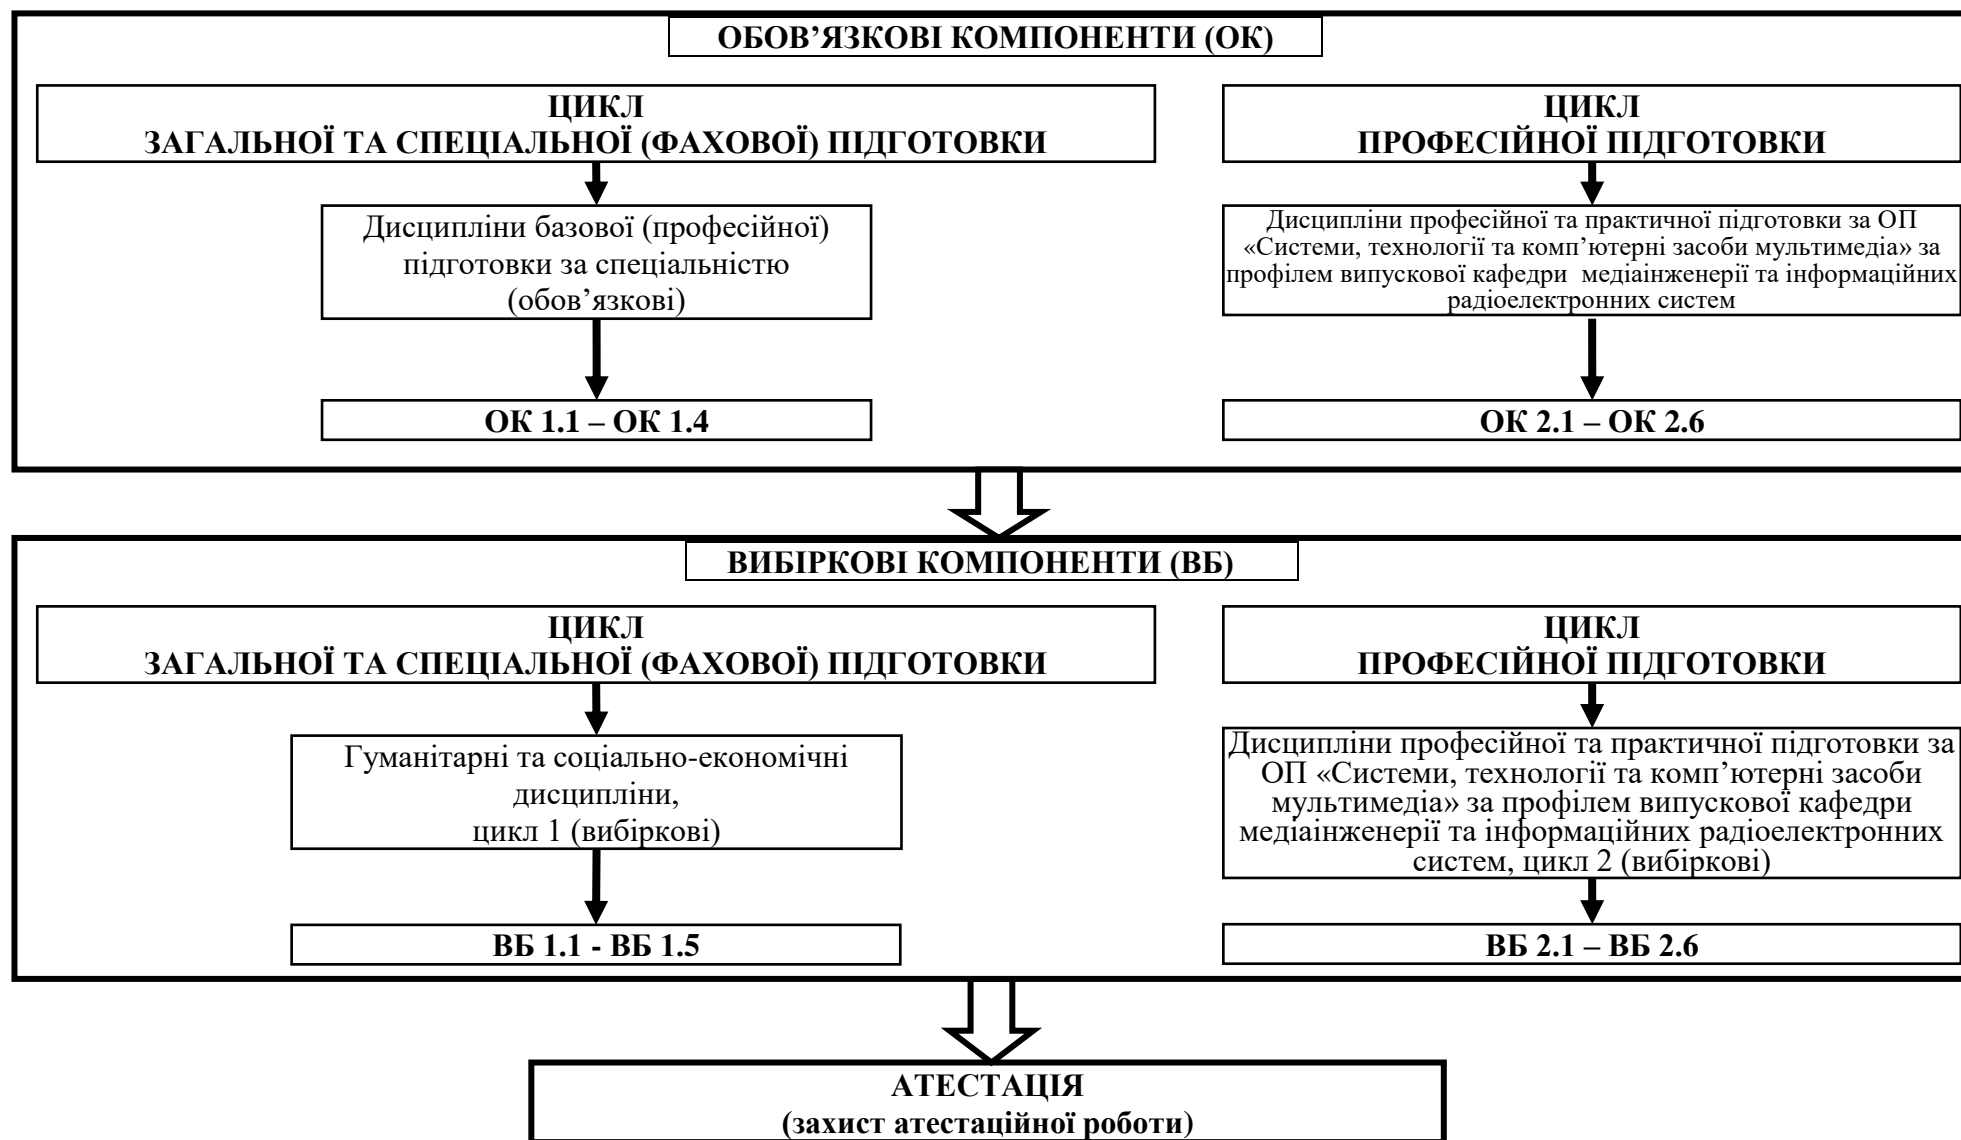 ОБОВ’ЯЗКОВІ КОМПОНЕНТИ (ОК)
ЦИКЛ
ЗАГАЛЬНОЇ ТА СПЕЦІАЛЬНОЇ (ФАХОВОЇ) ПІДГОТОВКИ
Дисципліни базової (професійної)
підготовки за спеціальністю
(обов’язкові)
ОК 1.1 – ОК 1.4
ЦИКЛ
ПРОФЕСІЙНОЇ ПІДГОТОВКИ
Дисципліни професійної та практичної підготовки за ОП
«Системи, технології та комп’ютерні засоби мультимедіа» за
профілем випускової кафедри медіаінженерії та інформаційних
радіоелектронних систем
ОК 2.1 – ОК 2.6
ВИБІРКОВІ КОМПОНЕНТИ (ВБ)
ЦИКЛ
ЗАГАЛЬНОЇ ТА СПЕЦІАЛЬНОЇ (ФАХОВОЇ) ПІДГОТОВКИ
Гуманітарні та соціально-економічні
дисципліни,
цикл 1 (вибіркові)
ВБ 1.1 - ВБ 1.5
ЦИКЛ
ПРОФЕСІЙНОЇ ПІДГОТОВКИ
Дисципліни професійної та практичної підготовки за
ОП «Системи, технології та комп’ютерні засоби
мультимедіа» за профілем випускової кафедри
медіаінженерії та інформаційних радіоелектронних
систем, цикл 2 (вибіркові)
ВБ 2.1 – ВБ 2.6
АТЕСТАЦІЯ
(захист атестаційної роботи)